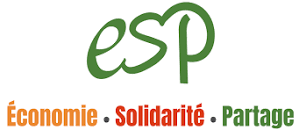 esp
Économie • Solidarité • Partage